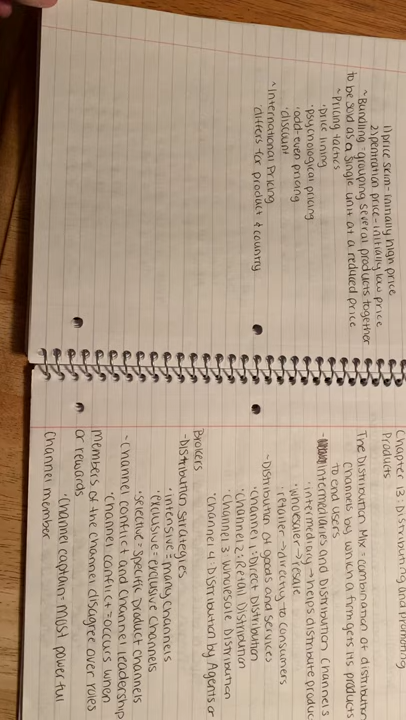 1) price skim - initially high price
2) pentration price - initially low price
~ Bundling - grouping several products together
to be sold as a single unit at a reduced price
~ Pricing tactics
· price lining
· psychological pricing
· odd-even pricing
· discount
~ International Pricing
differs for product & country
Chapter 13: Distributing and Promoting
Products
The Distribution Mix = combination of distribution
channels by which a firm gets its products
to end users
- Intermediaries and Distribution Channels
· intermediary → helps distribute product
· wholesaler → resale
· retailer → directly to consumers
~ Distribution of goods and services
· Channel 1: Direct Distribution
· Channel 2: Retail Distribution
· Channel 3: Wholesale Distribution
· Channel 4: Distribution by Agents or
Brokers
- Distribution Strategies
· intensive = many channels
· exclusive = exclusive channels
· selective = specific product channels
~ Channel conflict and channel leadership
· Channel conflict = occurs when
members of the channel disagree over roles
or rewards
· Channel captain = most powerful
channel member